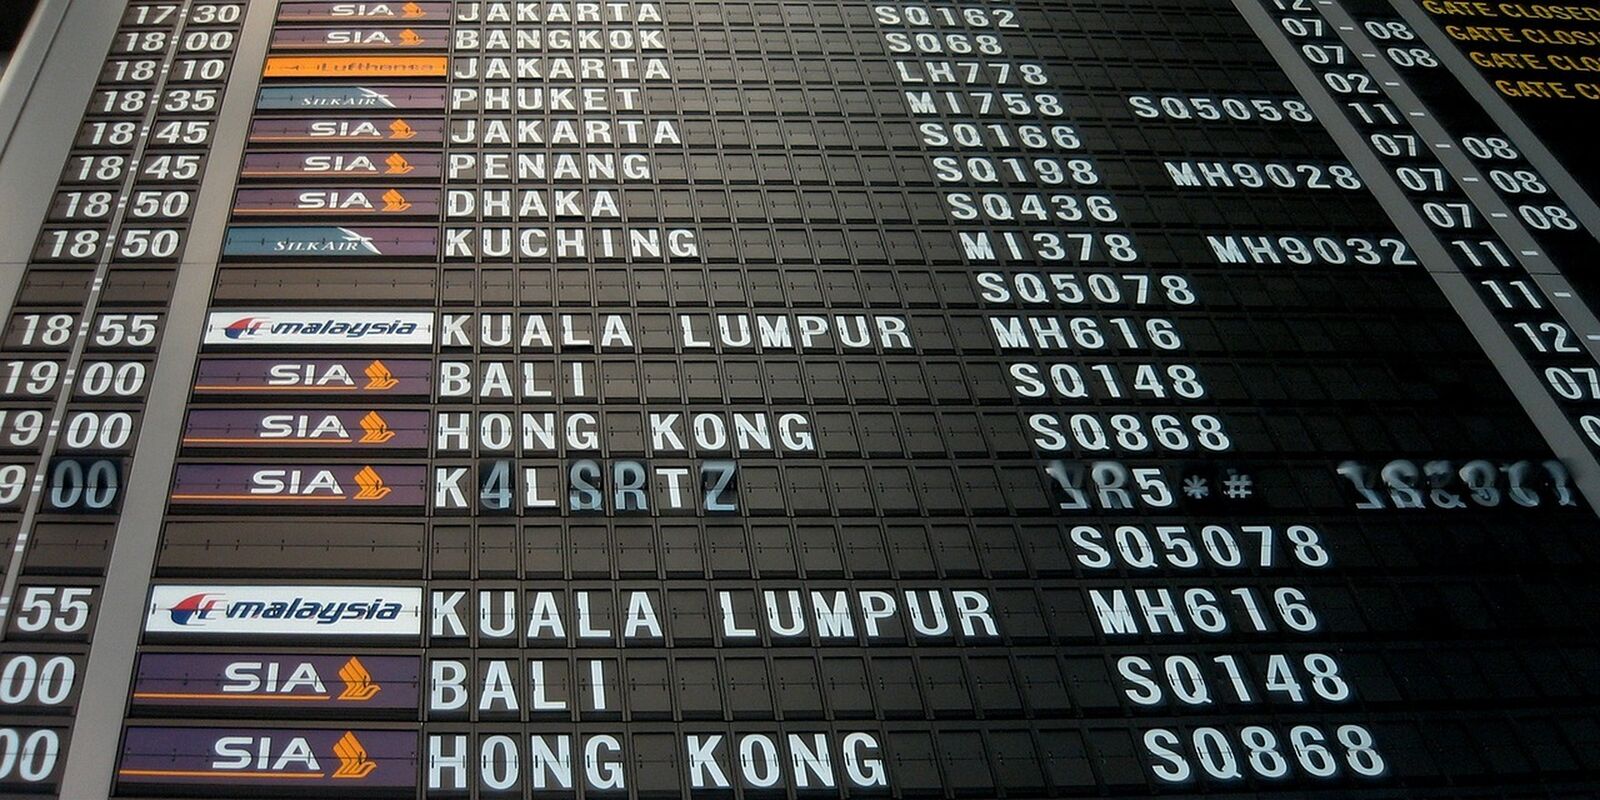 17:30 SIA JAKARTA SQ162 12-
18:00 SIA BANGKOK SQ68 07-08 GATE CLOSED
18:10 Lufthansa JAKARTA LH778 07-08
18:35 SILKAIR PHUKET MI758 SQ5058 02- GATE
18:45 SIA JAKARTA SQ166 11- GATE
18:45 SIA PENANG SQ198 MH9028 07-08
18:50 SIA DHAKA SQ436 07-08
18:50 SILKAIR KUCHING MI378 MH9032 07-08
SQ5078 11-
18:55 malaysia KUALA LUMPUR MH616 11-
19:00 SIA BALI SQ148 12-
19:00 SIA HONG KONG SQ868 07
9:00 SIA K4LSRTZ
SQ5078
:55 malaysia KUALA LUMPUR MH616
00 SIA BALI SQ148
00 SIA HONG KONG SQ868